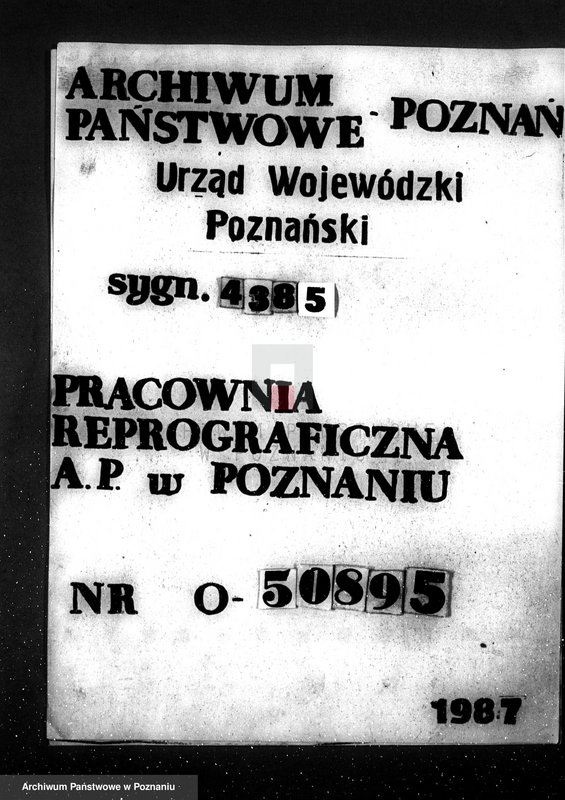 ARCHIWUM
PAŃSTWOWE - POZNAŃ
Urząd Wojewódzki
Poznański
sygn. 4385
PRACOWNIA
REPROGRAFICZNA
A.P. w POZNANIU
NR O-50895
1987
Archiwum Państwowe w Poznaniu